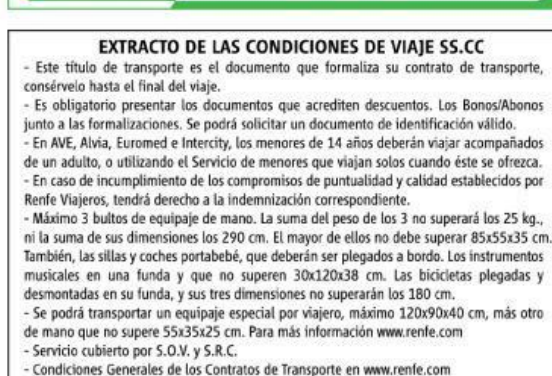 EXTRACTO DE LAS CONDICIONES DE VIAJE SS.CC
- Este título de transporte es el documento que formaliza su contrato de transporte,
consérvelo hasta el final del viaje.
- Es obligatorio presentar los documentos que acrediten descuentos. Los Bonos/Abonos
junto a las formalizaciones. Se podrá solicitar un documento de identificación válido.
- En AVE, Alvia, Euromed e Intercity, los menores de 14 años deberán viajar acompañados
de un adulto, o utilizando el Servicio de menores que viajan solos cuando éste se ofrezca.
- En caso de incumplimiento de los compromisos de puntualidad y calidad establecidos por
Renfe Viajeros, tendrá derecho a la indemnización correspondiente.
- Máximo 3 bultos de equipaje de mano. La suma del peso de los 3 no superará los 25 kg.,
ni la suma de sus dimensiones los 290 cm. El mayor de ellos no debe superar 85x55x35 cm.
También, las sillas y coches portabebé, que deberán ser plegados a bordo. Los instrumentos
musicales en una funda y que no superen 30x120x38 cm. Las bicicletas plegadas y
desmontadas en su funda, y sus tres dimensiones no superarán los 180 cm.
- Se podrá transportar un equipaje especial por viajero, máximo 120x90x40 cm, más otro
de mano que no supere 55x35x25 cm. Para más información www.renfe.com
- Servicio cubierto por S.O.V. y S.R.C.
- Condiciones Generales de los Contratos de Transporte en www.renfe.com